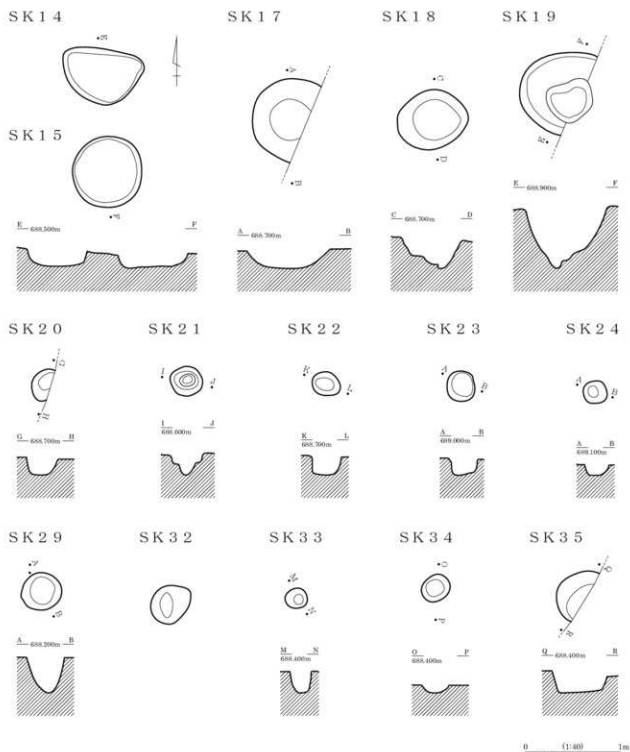 SK14
SK17
SK18
SK19
E
A
C
F
SK15
F
B
D
E
E F
688.500m
A B
688.700m
C D
688.700m
E F
688.900m
SK20
SK21
SK22
SK23
SK24
G
H
I J
K L
A B
A B
G H
688.700m
I J
688.600m
K L
688.700m
A B
689.000m
A B
689.100m
SK29
SK32
SK33
SK34
SK35
A
B
M
N
O
P
Q
R
A B
688.200m
M N
688.400m
O P
688.400m
Q R
688.400m
0 (1:40) 1m